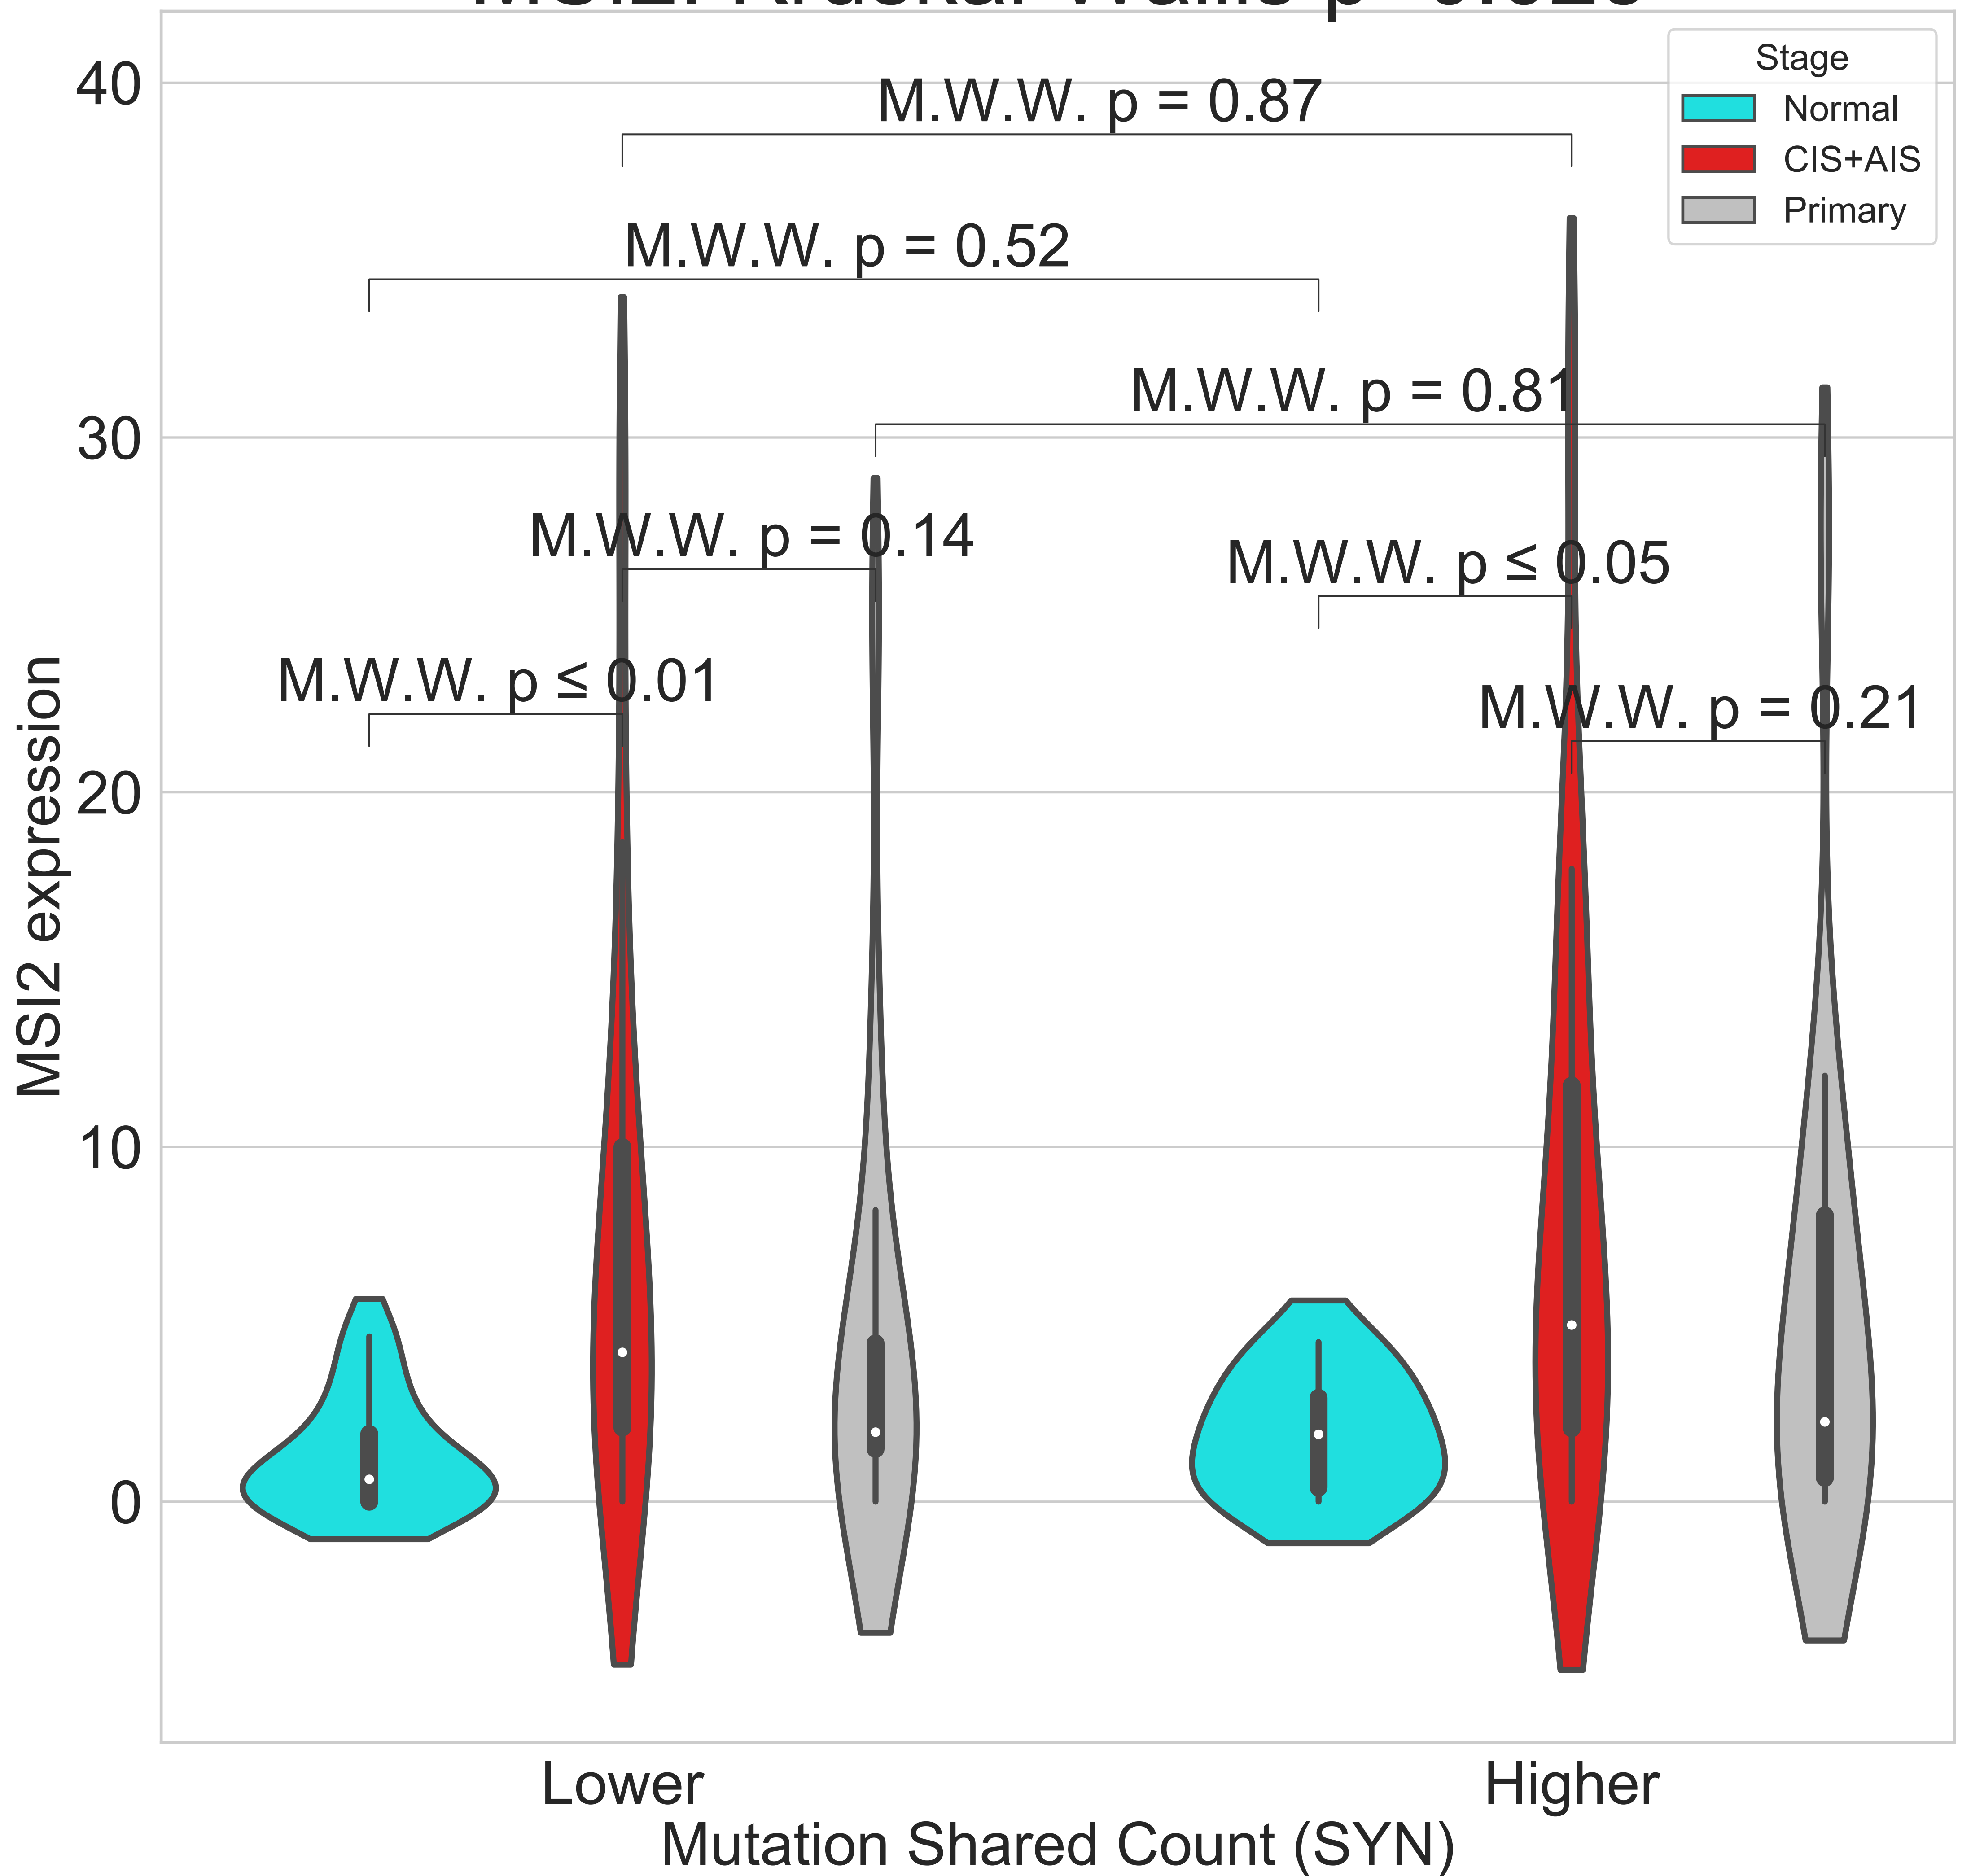 Stage
Normal
CIS+AIS
Primary
40
30
20
10
0
MSI2 expression
M.W.W. p = 0.87
M.W.W. p = 0.52
M.W.W. p = 0.81
M.W.W. p = 0.14
M.W.W. p ≤ 0.05
M.W.W. p ≤ 0.01
M.W.W. p = 0.21
Lower
Higher
Mutation Shared Count (SYN)